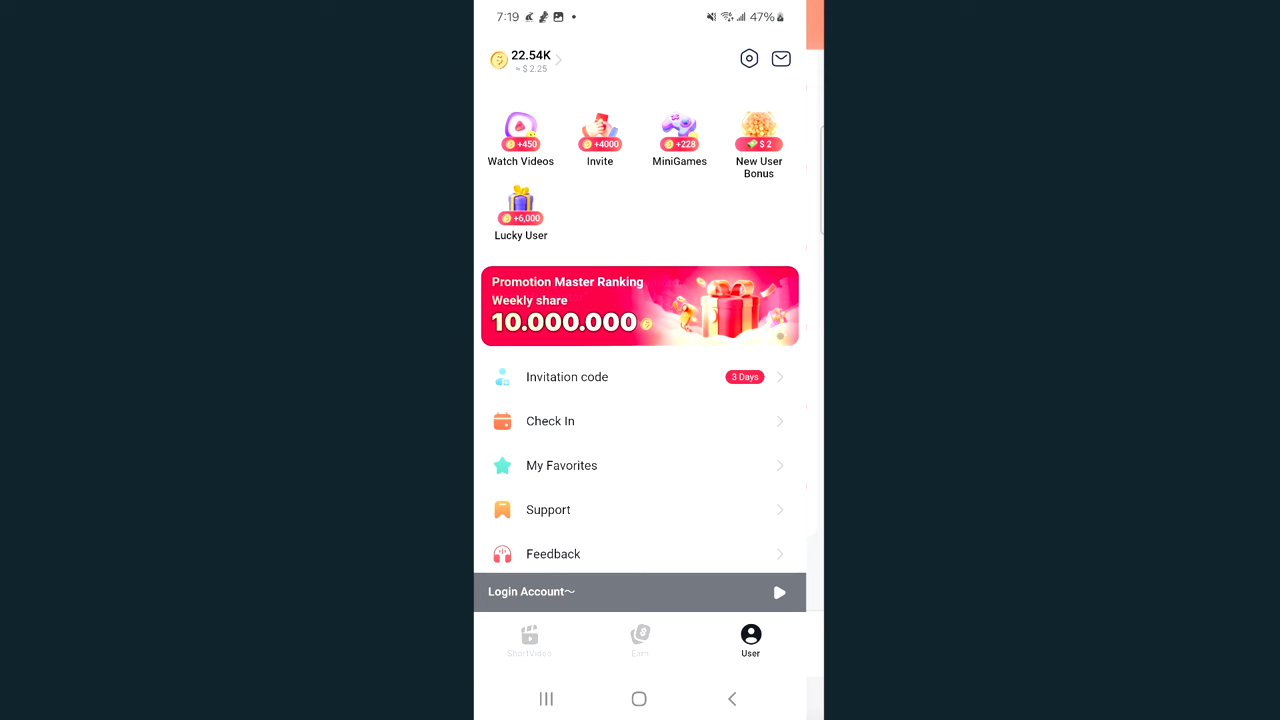 7:19
47%
22.54K
≈ $ 2.25
+450
+4000
+228
$ 2
Watch Videos
Invite
MiniGames
New User
Bonus
+6,000
Lucky User
Promotion Master Ranking
Weekly share
10.000.000
Invitation code
3 Days
Check In
My Favorites
Support
Feedback
Login Account～
ShortVideo
Earn
User